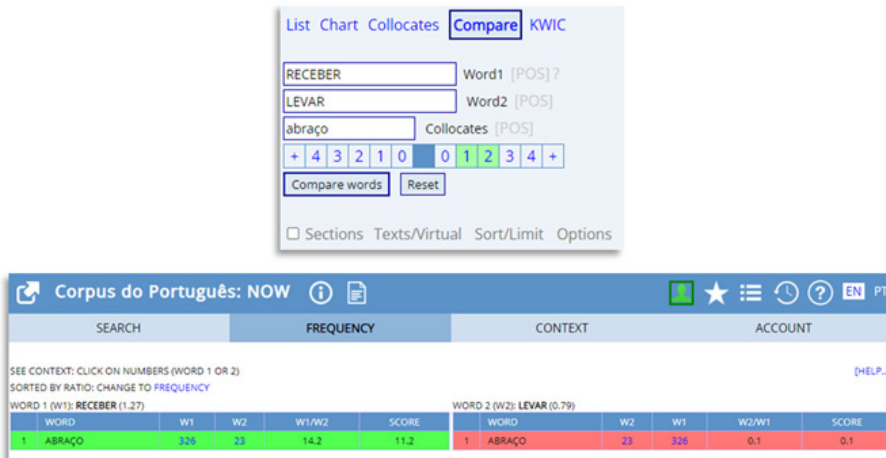 List Chart Collocates Compare KWIC
RECEBER Word1 [POS]?
LEVAR Word2 [POS]
abraço Collocates [POS]
+ 4 3 2 1 0 0 1 2 3 4 +
Compare words Reset
Sections Texts/Virtual Sort/Limit Options
Corpus do Português: NOW EN PT
SEARCH FREQUENCY CONTEXT ACCOUNT
SEE CONTEXT: CLICK ON NUMBERS (WORD 1 OR 2) [HELP...
SORTED BY RATIO: CHANGE TO FREQUENCY
WORD 1 (W1): RECEBER (1.27) WORD 2 (W2): LEVAR (0.79)
WORD W1 W2 W1/W2 SCORE WORD W2 W1 W2/W1 SCORE
1 ABRAÇO 326 23 14.2 11.2 1 ABRAÇO 23 326 0.1 0.1